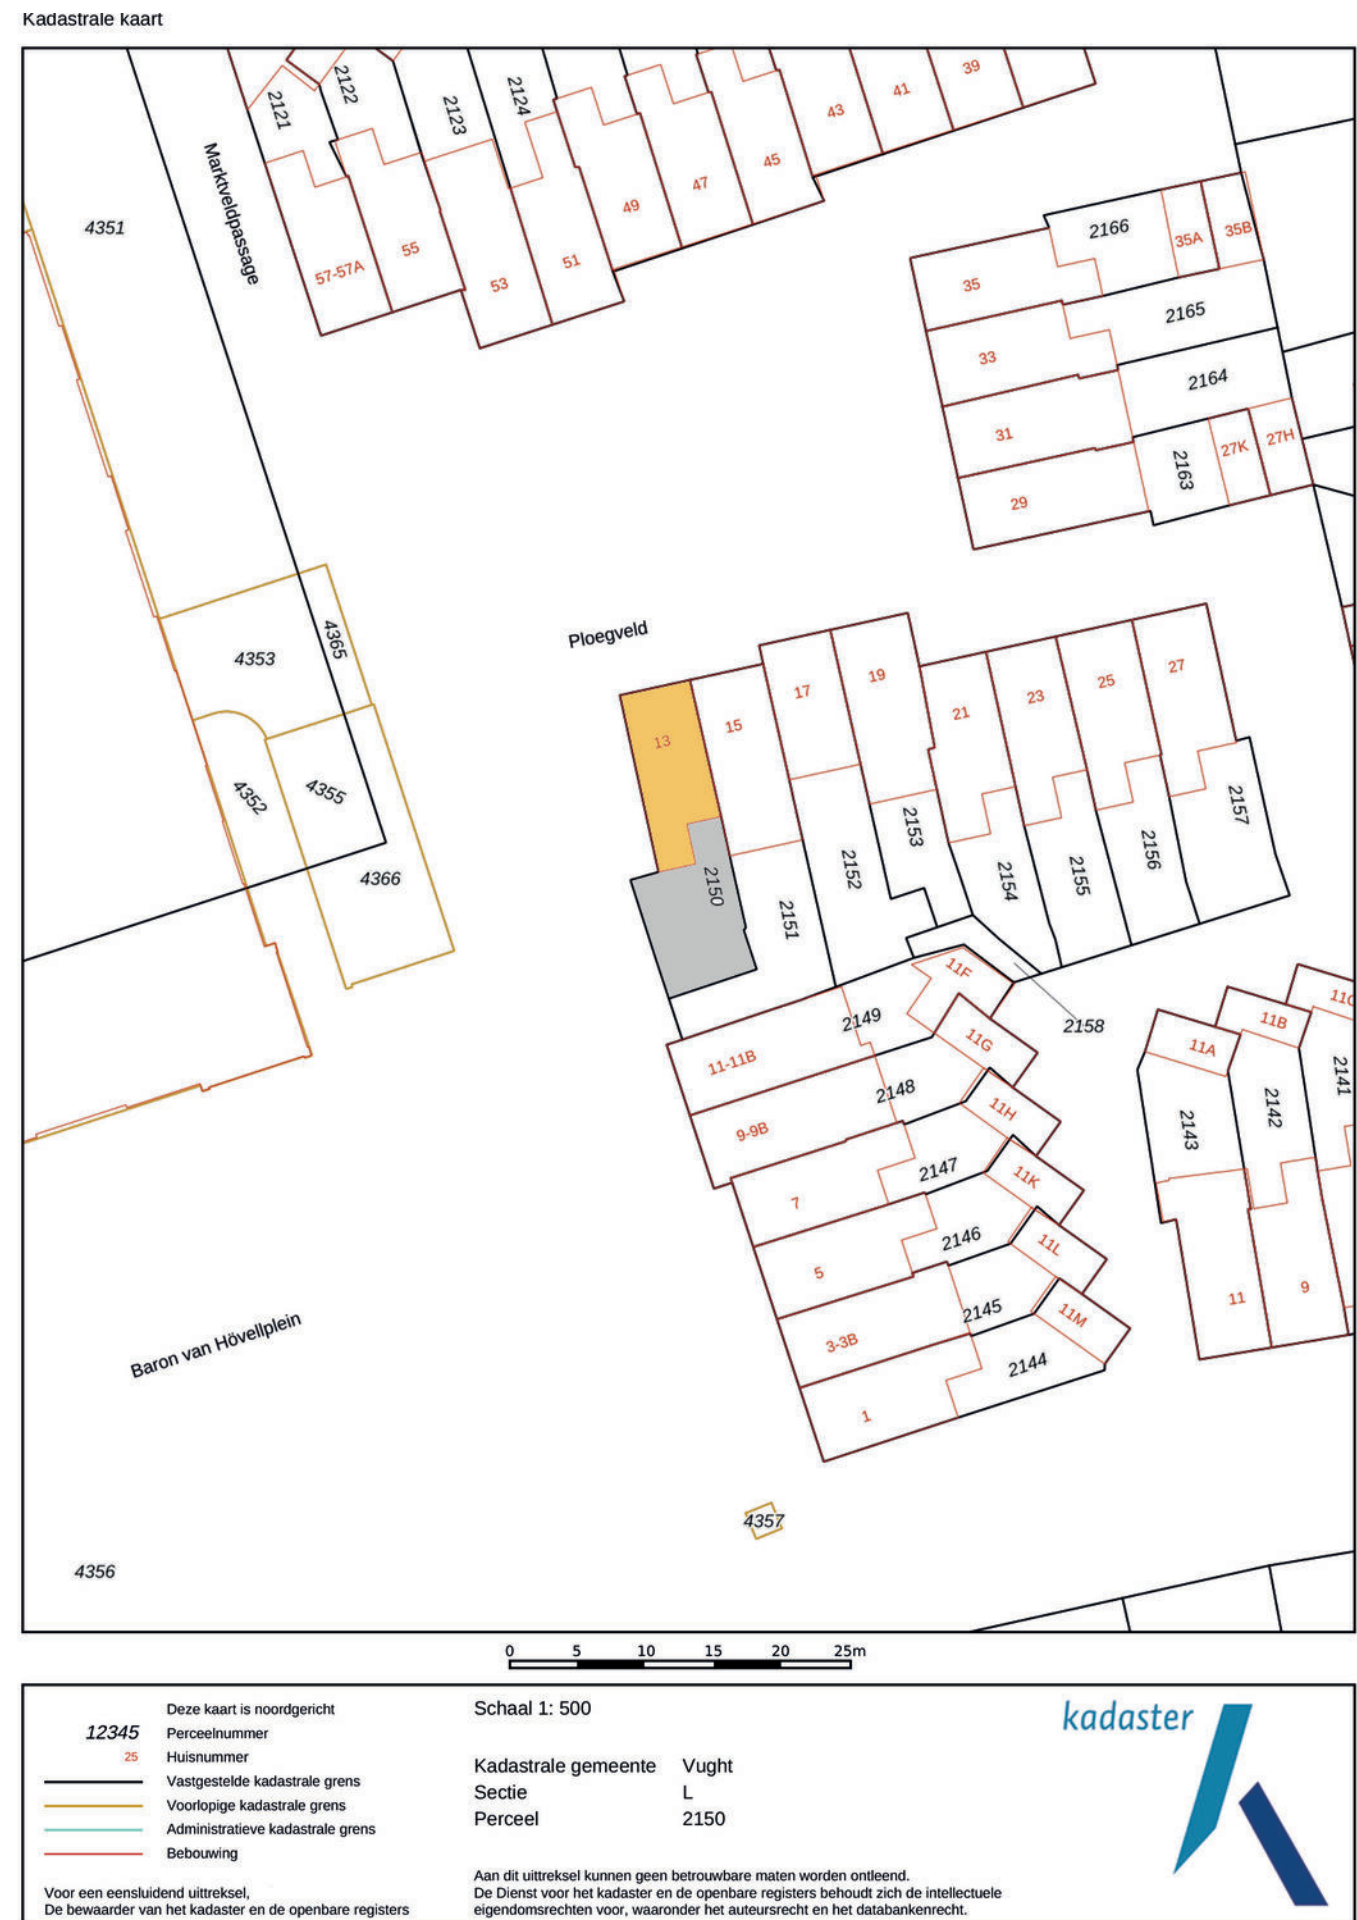 Kadastrale kaart
2121
2122
2123
2124
43
41
39
Marktveldpassage
4351
57-57A
55
53
51
49
47
45
2166
35A
35B
35
2165
33
2164
31
2163
27K
27H
29
Ploegveld
4353
4365
4352
4355
4366
13
15
17
19
21
23
25
27
2150
2151
2152
2153
2154
2155
2156
2157
2158
11F
2149
11-11B
11G
2148
9-9B
11H
2147
7
11K
2146
5
11L
2145
3-3B
11M
2144
1
11A
11B
2143
2142
2141
11
9
Baron van Hövellplein
4357
4356
0 5 10 15 20 25m
Deze kaart is noordgericht
12345 Perceelnummer
25 Huisnummer
Vastgestelde kadastrale grens
Voorlopige kadastrale grens
Administratieve kadastrale grens
Bebouwing
Voor een eensluidend uittreksel,
De bewaarder van het kadaster en de openbare registers
Schaal 1: 500
Kadastrale gemeente Vught
Sectie L
Perceel 2150
Aan dit uittreksel kunnen geen betrouwbare maten worden ontleend.
De Dienst voor het kadaster en de openbare registers behoudt zich de intellectuele
eigendomsrechten voor, waaronder het auteursrecht en het databankenrecht.
kadaster